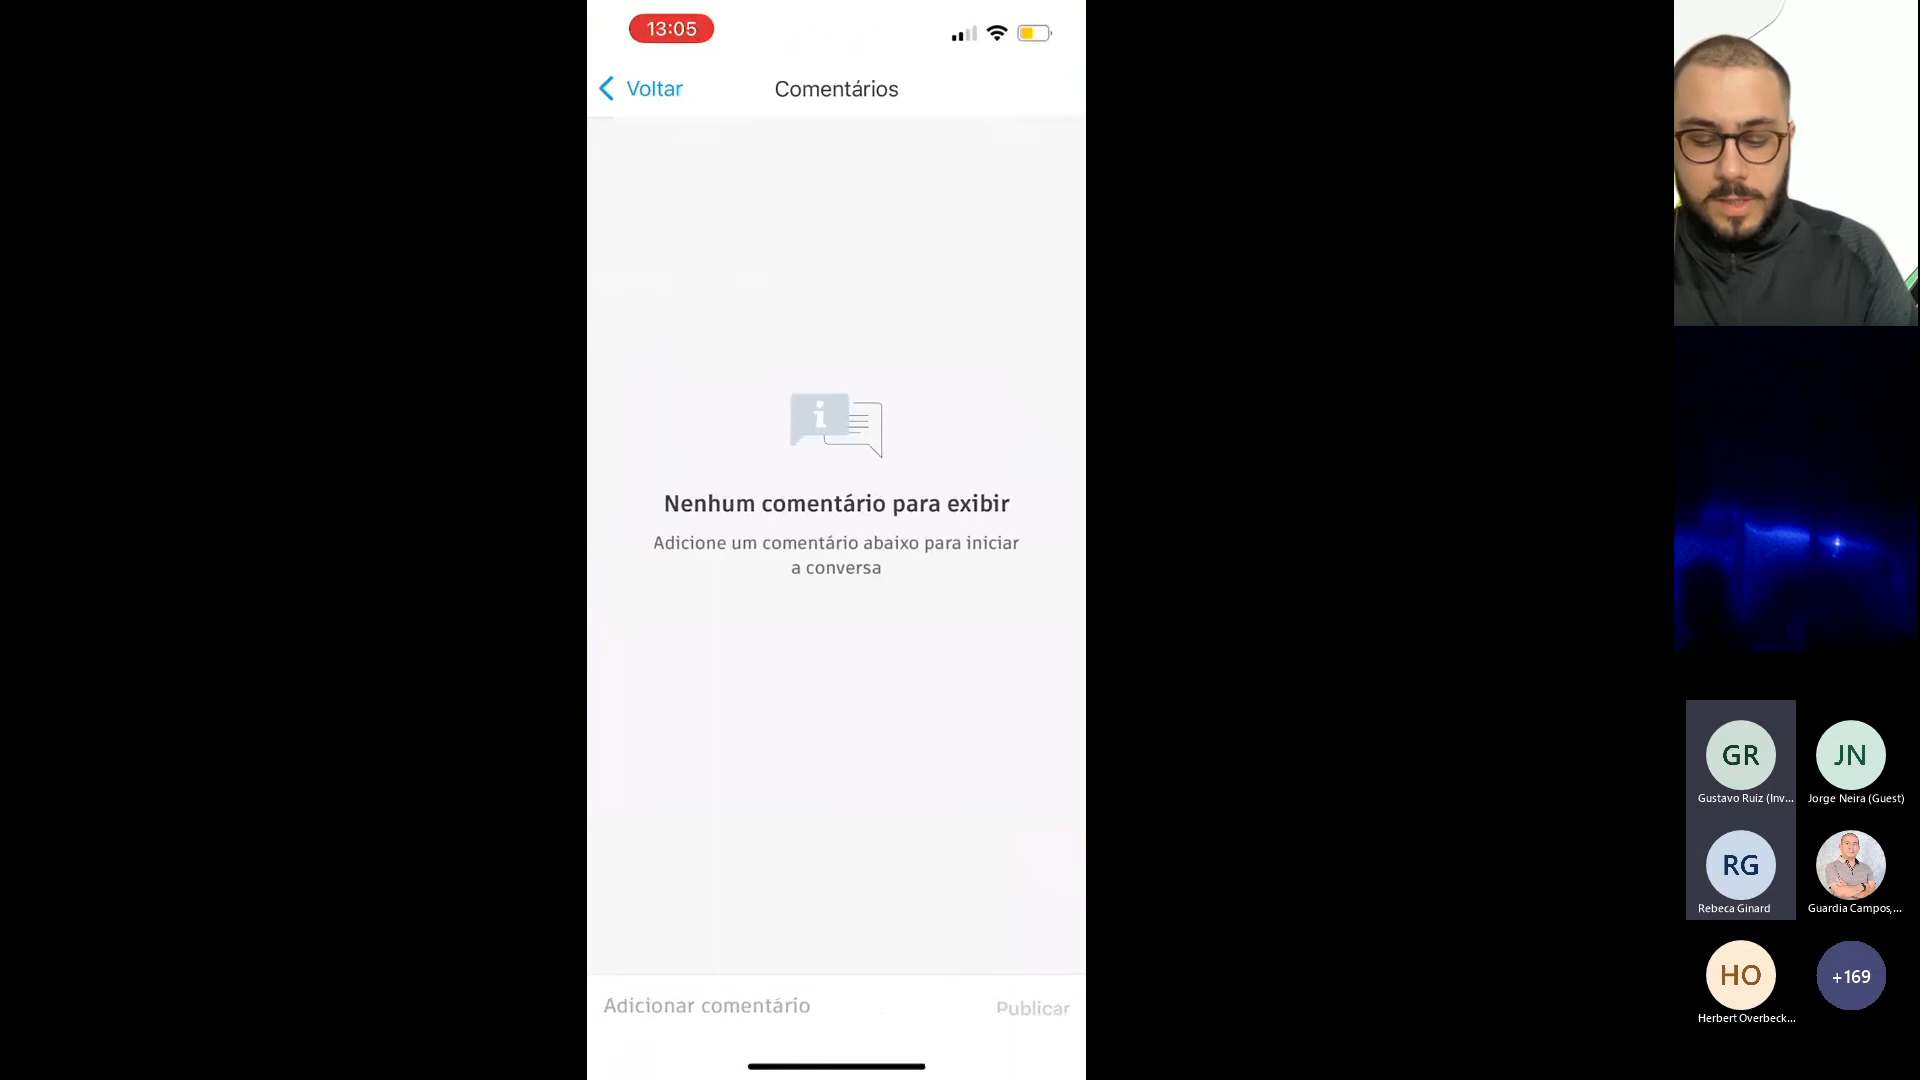 13:05
Voltar
Comentários
Nenhum comentário para exibir
Adicione um comentário abaixo para iniciar
a conversa
Adicionar comentário
Publicar
GR
JN
Gustavo Ruiz (Inv...
Jorge Neira (Guest)
RG
Rebeca Ginard
Guardia Campos,...
HO
+169
Herbert Overbeck...